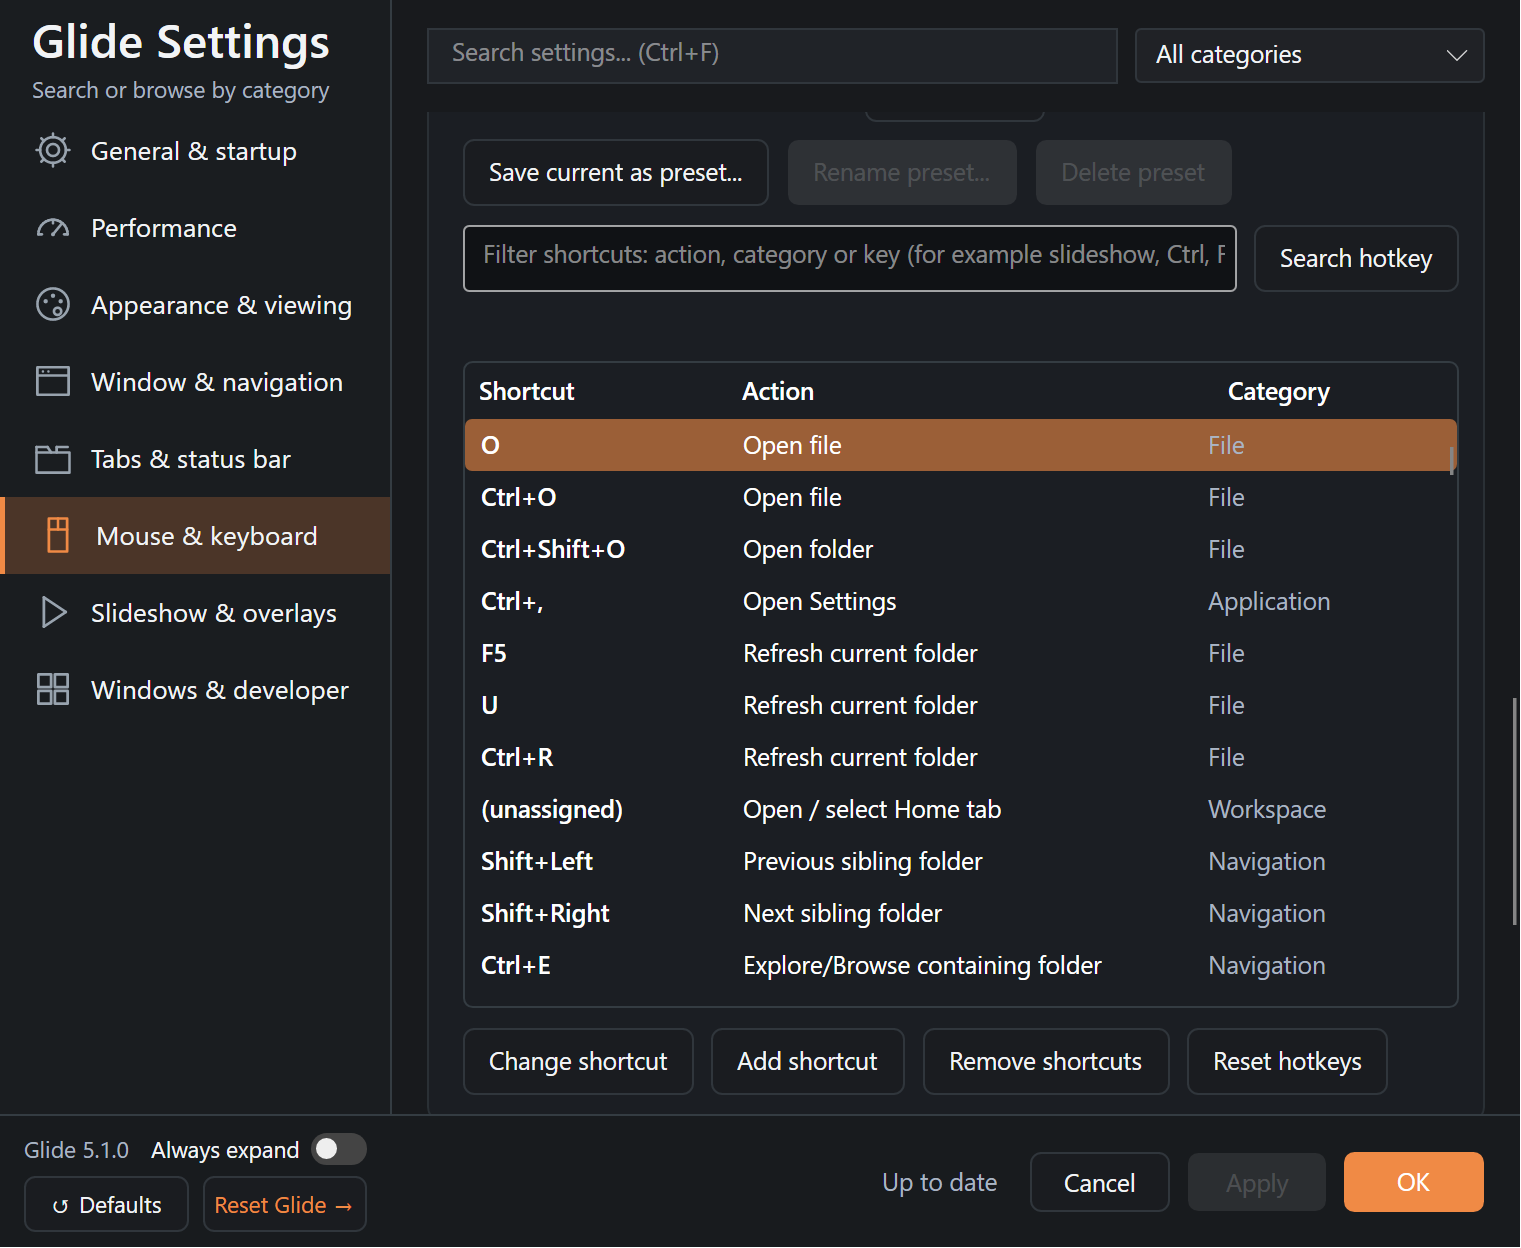 Glide Settings
Search or browse by category
General & startup
Performance
Appearance & viewing
Window & navigation
Tabs & status bar
Mouse & keyboard
Slideshow & overlays
Windows & developer
Glide 5.1.0 Always expand
↺ Defaults Reset Glide →
Search settings... (Ctrl+F) All categories
Save current as preset... Rename preset... Delete preset
Filter shortcuts: action, category or key (for example slideshow, Ctrl, F Search hotkey
Shortcut Action Category
O Open file File
Ctrl+O Open file File
Ctrl+Shift+O Open folder File
Ctrl+, Open Settings Application
F5 Refresh current folder File
U Refresh current folder File
Ctrl+R Refresh current folder File
(unassigned) Open / select Home tab Workspace
Shift+Left Previous sibling folder Navigation
Shift+Right Next sibling folder Navigation
Ctrl+E Explore/Browse containing folder Navigation
Change shortcut Add shortcut Remove shortcuts Reset hotkeys
Up to date Cancel Apply OK